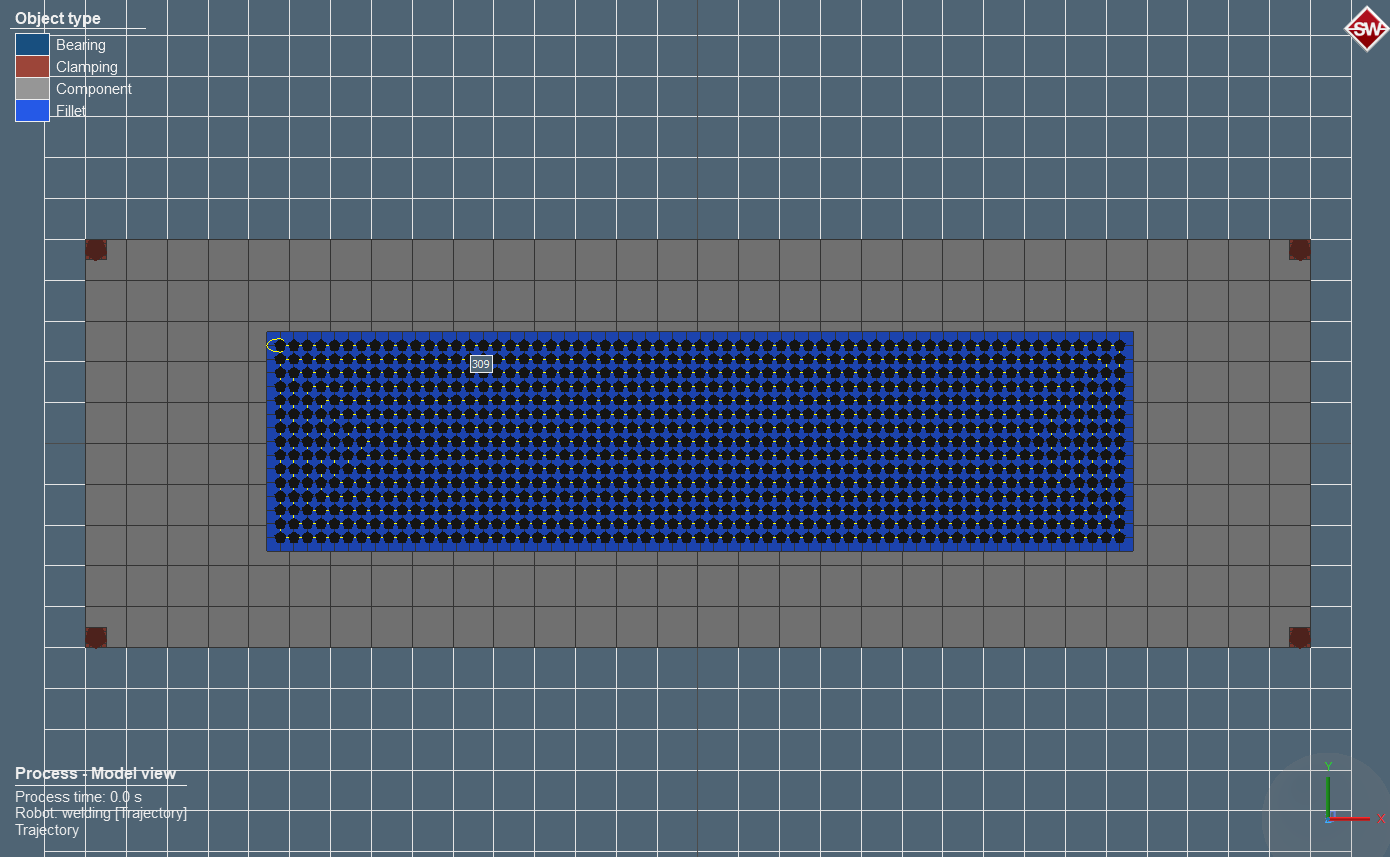 Object type
SW
Bearing
Clamping
Component
Fillet
309
Process - Model view
Process time: 0.0 s
Robot: welding [Trajectory]
Trajectory
Y
Z
X